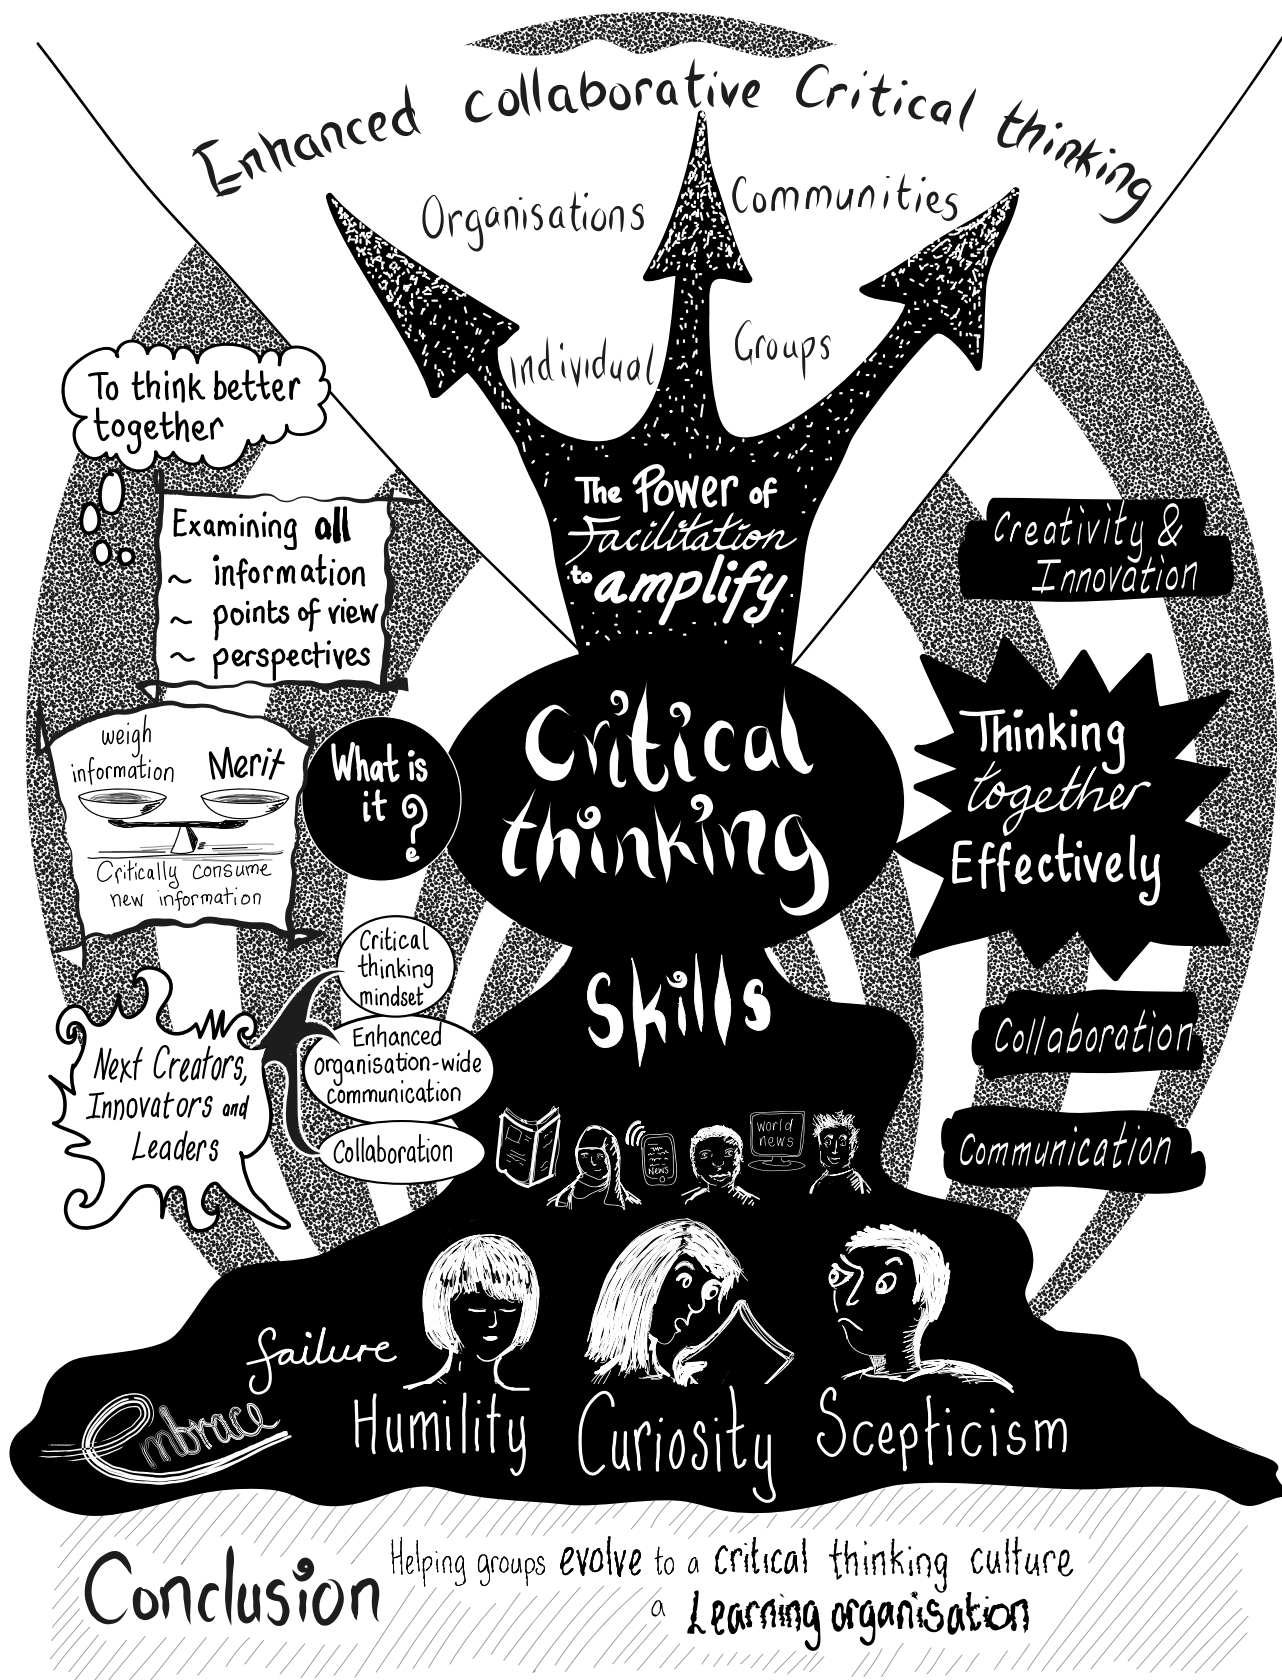 Enhanced collaborative Critical thinking
Organisations
Communities
Individual
Groups
The Power of
Facilitation
to amplify
To think better
together
Examining all
~ information
~ points of view
~ perspectives
weigh
information
Merit
Critically consume
new information
What is
it ?
Critical
thinking
Skills
Creativity &
Innovation
Thinking
together
Effectively
Collaboration
Communication
Critical
thinking
mindset
Enhanced
organisation-wide
communication
Collaboration
Next Creators,
Innovators and
Leaders
NEWS
world
news
failure
Embrace
Humility
Curiosity
Scepticism
Conclusion
Helping groups evolve to a critical thinking culture
a Learning organisation